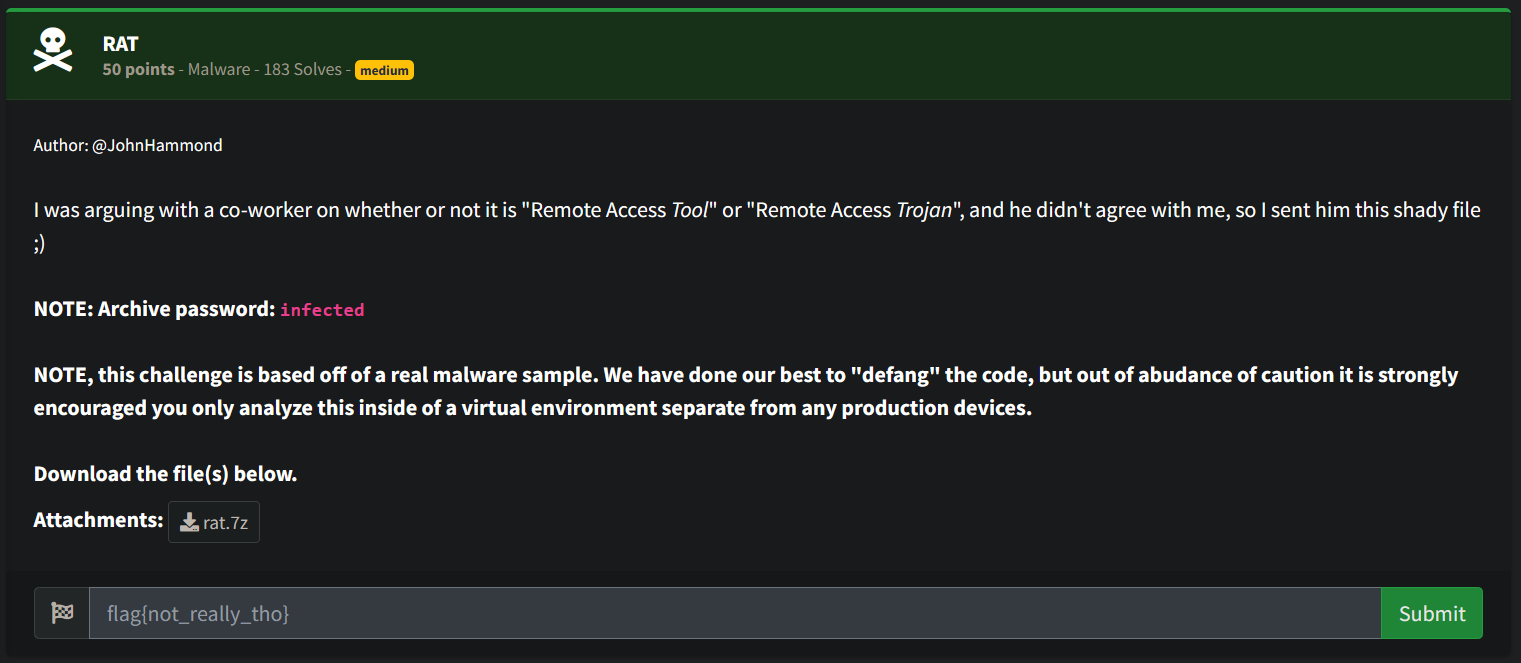 RAT
50 points - Malware - 183 Solves - medium
Author: @JohnHammond
I was arguing with a co-worker on whether or not it is "Remote Access Tool" or "Remote Access Trojan", and he didn't agree with me, so I sent him this shady file
;)
NOTE: Archive password: infected
NOTE, this challenge is based off of a real malware sample. We have done our best to "defang" the code, but out of abudance of caution it is strongly
encouraged you only analyze this inside of a virtual environment separate from any production devices.
Download the file(s) below.
Attachments: rat.7z
flag{not_really_tho} Submit